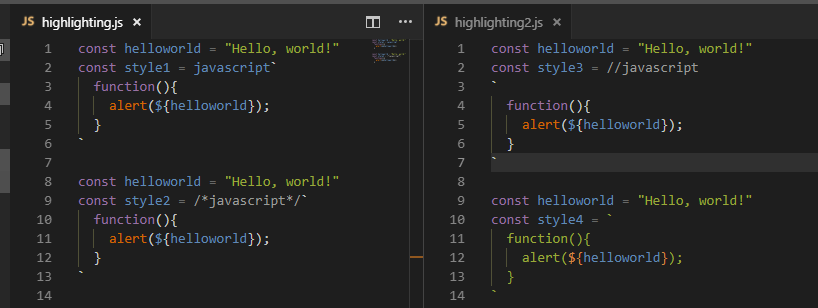 JS highlighting.js ×
1 const helloworld = "Hello, world!"
2 const style1 = javascript`
3 function(){
4 alert(${helloworld});
5 }
6 `
7
8 const helloworld = "Hello, world!"
9 const style2 = /*javascript*/`
10 function(){
11 alert(${helloworld});
12 }
13 `
14
JS highlighting2.js ×
1 const helloworld = "Hello, world!"
2 const style3 = //javascript
3 `
4 function(){
5 alert(${helloworld});
6 }
7 `
8
9 const helloworld = "Hello, world!"
10 const style4 = `
11 function(){
12 alert(${helloworld});
13 }
14 `